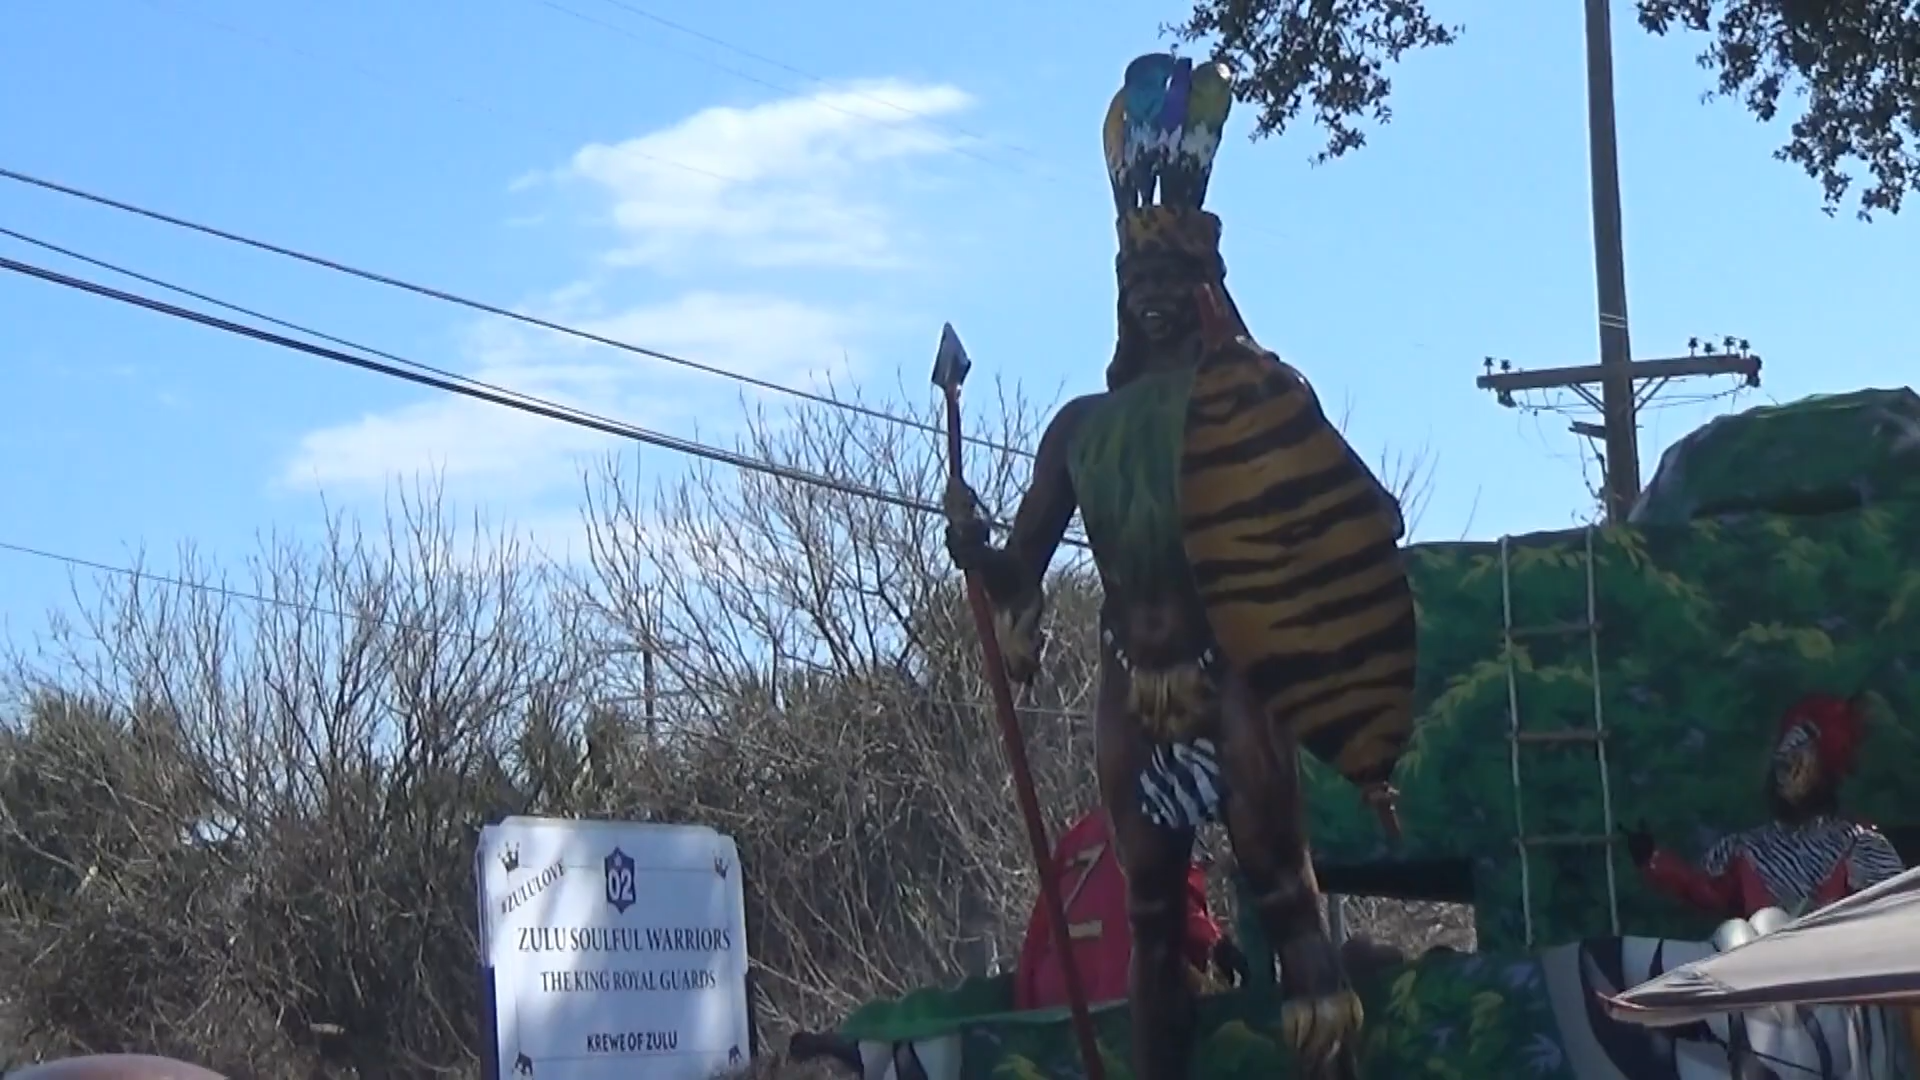 #ZULULOVE
02
ZULU SOULFUL WARRIORS
THE KING ROYAL GUARDS
KREWE OF ZULU
Z